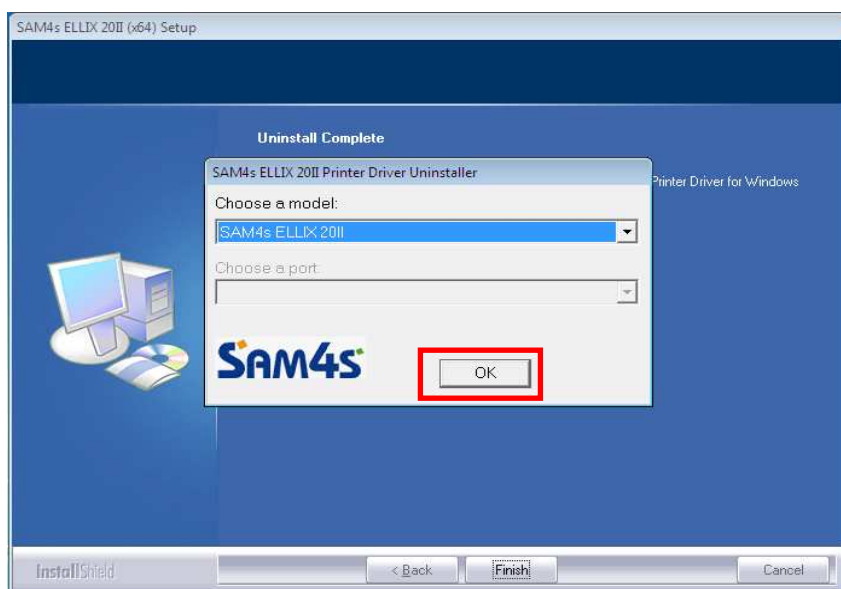 SAM4s ELLIX 20II (x64) Setup
Uninstall Complete
SAM4s ELLIX 20II Printer Driver Uninstaller
Printer Driver for Windows
Choose a model:
SAM4s ELLIX 20II
Choose a port:
SAM4S
OK
InstallShield
< Back
Finish
Cancel